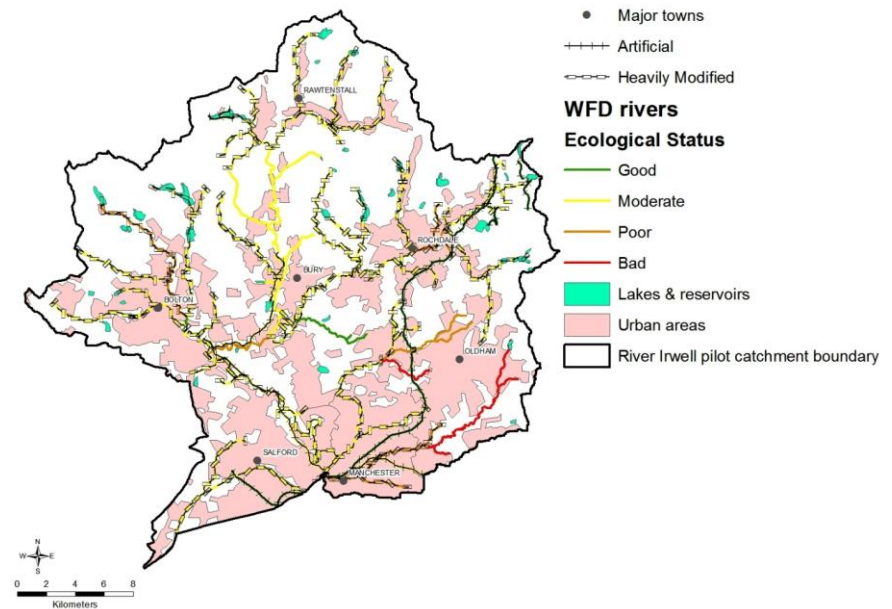 Major towns
Artificial
Heavily Modified
WFD rivers
Ecological Status
Good
Moderate
Poor
Bad
Lakes & reservoirs
Urban areas
River Irwell pilot catchment boundary
RAWTENSTALL
ROCHDALE
BURY
BOLTON
OLDHAM
SALFORD
MANCHESTER
N
W E
S
0 2 4 6 8
Kilometers